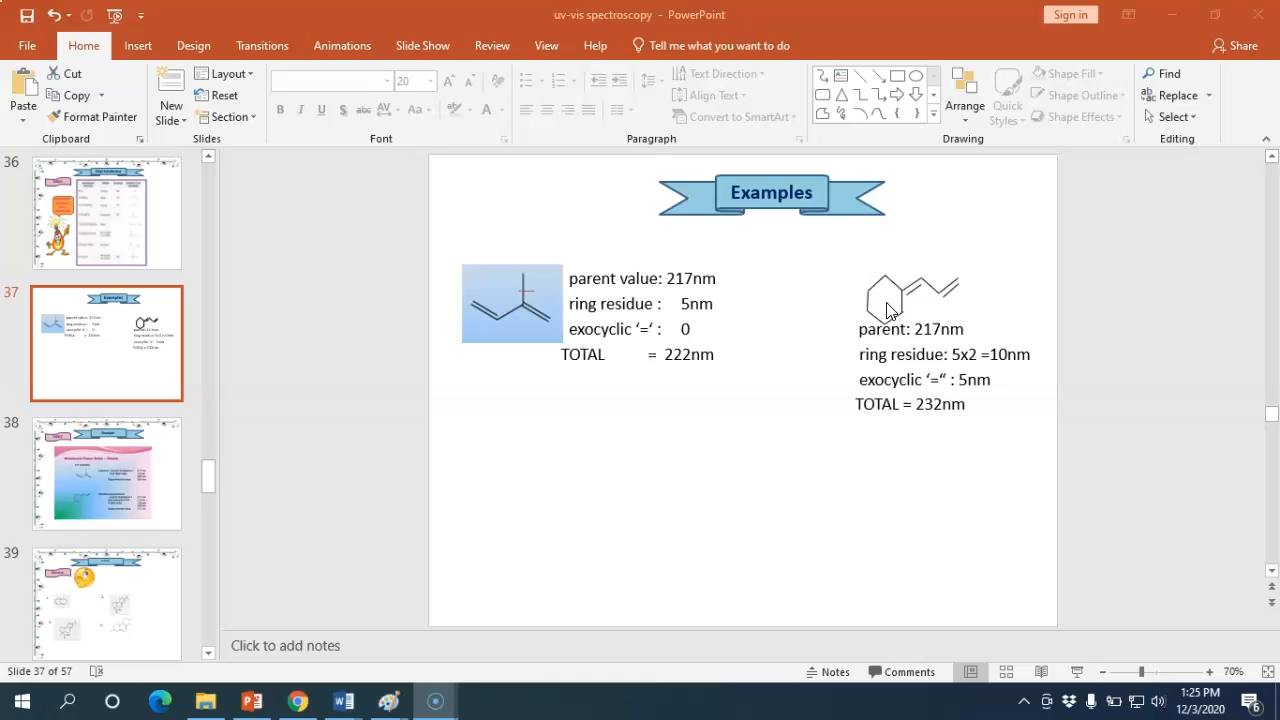 uv-vis spectroscopy - PowerPoint
Sign in
File Home Insert Design Transitions Animations Slide Show Review View Help Tell me what you want to do Share
Paste
Cut
Copy
Format Painter
Clipboard
New Slide
Layout
Reset
Section
Slides
20
Font
Paragraph
Text Direction
Align Text
Convert to SmartArt
Arrange
Quick Styles
Shape Fill
Shape Outline
Shape Effects
Drawing
Find
Replace
Select
Editing
36
37
38
39
Examples
parent value: 217nm
ring residue : 5nm
exocyclic ‘=‘ : 0
TOTAL = 222nm
parent: 217nm
ring residue: 5x2 =10nm
exocyclic ‘=“ : 5nm
TOTAL = 232nm
Click to add notes
Slide 37 of 57
Notes
Comments
70%
1:25 PM
12/3/2020
6